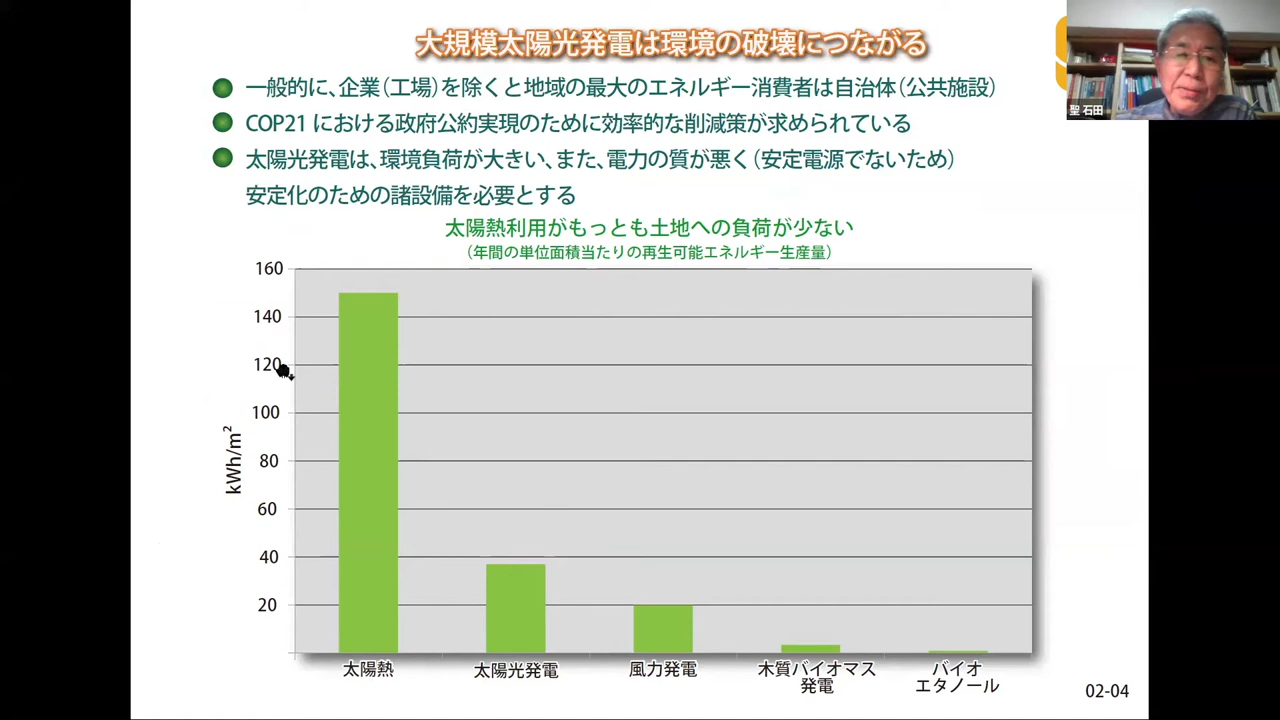 大規模太陽光発電は環境の破壊につながる
一般的に、企業（工場）を除くと地域の最大のエネルギー消費者は自治体（公共施設）
COP21 における政府公約実現のために効率的な削減策が求められている
太陽光発電は、環境負荷が大きい、また、電力の質が悪く（安定電源でないため）
安定化のための諸設備を必要とする
太陽熱利用がもっとも土地への負荷が少ない
（年間の単位面積当たりの再生可能エネルギー生産量）
160
140
120
100
80
60
40
20
kWh/m²
太陽熱
太陽光発電
風力発電
木質バイオマス
発電
バイオ
エタノール
02-04
聖 石田